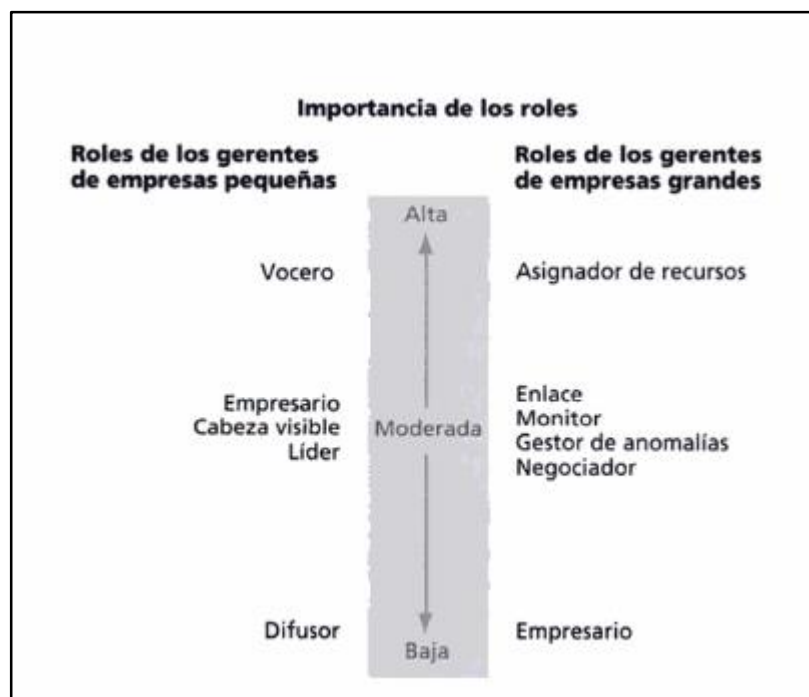 Importancia de los roles
Roles de los gerentes
de empresas pequeñas
Roles de los gerentes
de empresas grandes
Alta
Vocero
Asignador de recursos
Empresario
Cabeza visible
Líder
Moderada
Enlace
Monitor
Gestor de anomalías
Negociador
Difusor
Empresario
Baja